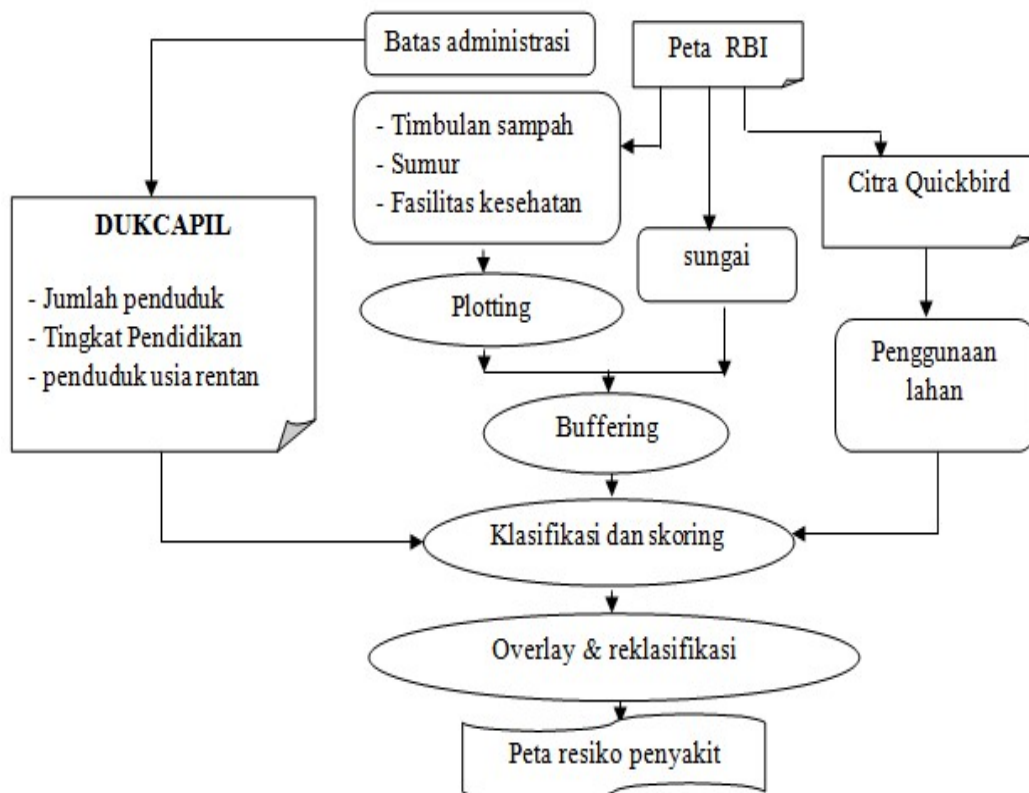 Batas administrasi
Peta RBI
- Timbulan sampah
- Sumur
- Fasilitas kesehatan
Citra Quickbird
DUKCAPIL
- Jumlah penduduk
- Tingkat Pendidikan
- penduduk usia rentan
sungai
Plotting
Penggunaan
lahan
Buffering
Klasifikasi dan skoring
Overlay & reklasifikasi
Peta resiko penyakit